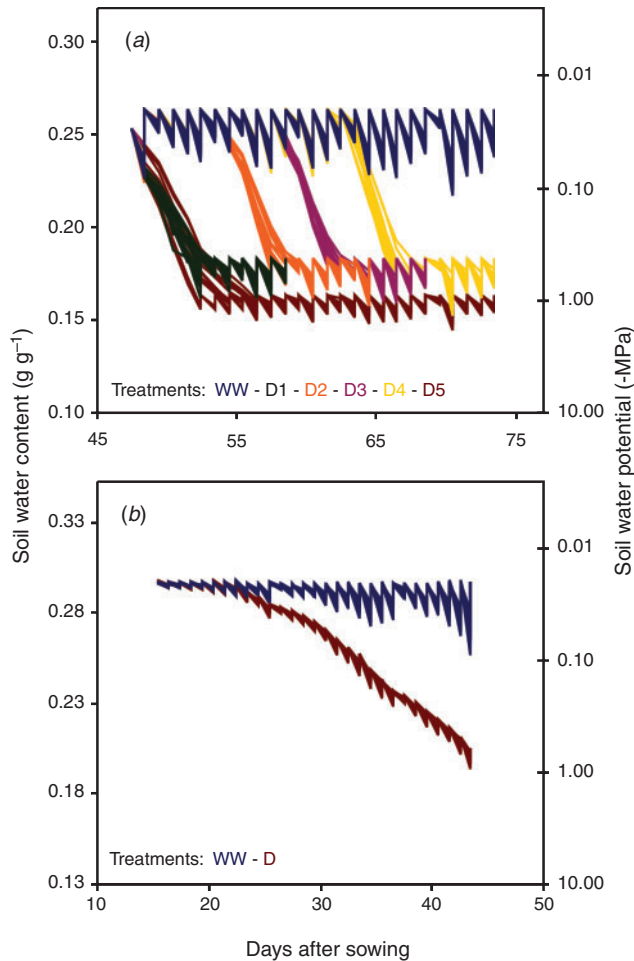 (a)
0.30
0.25
0.20
0.15
0.10
0.01
0.10
1.00
10.00
Treatments: WW - D1 - D2 - D3 - D4 - D5
45 55 65 75
Soil water content (g g⁻¹)
Soil water potential (-MPa)
(b)
0.33
0.28
0.23
0.18
0.13
0.01
0.10
1.00
10.00
Treatments: WW - D
10 20 30 40 50
Days after sowing